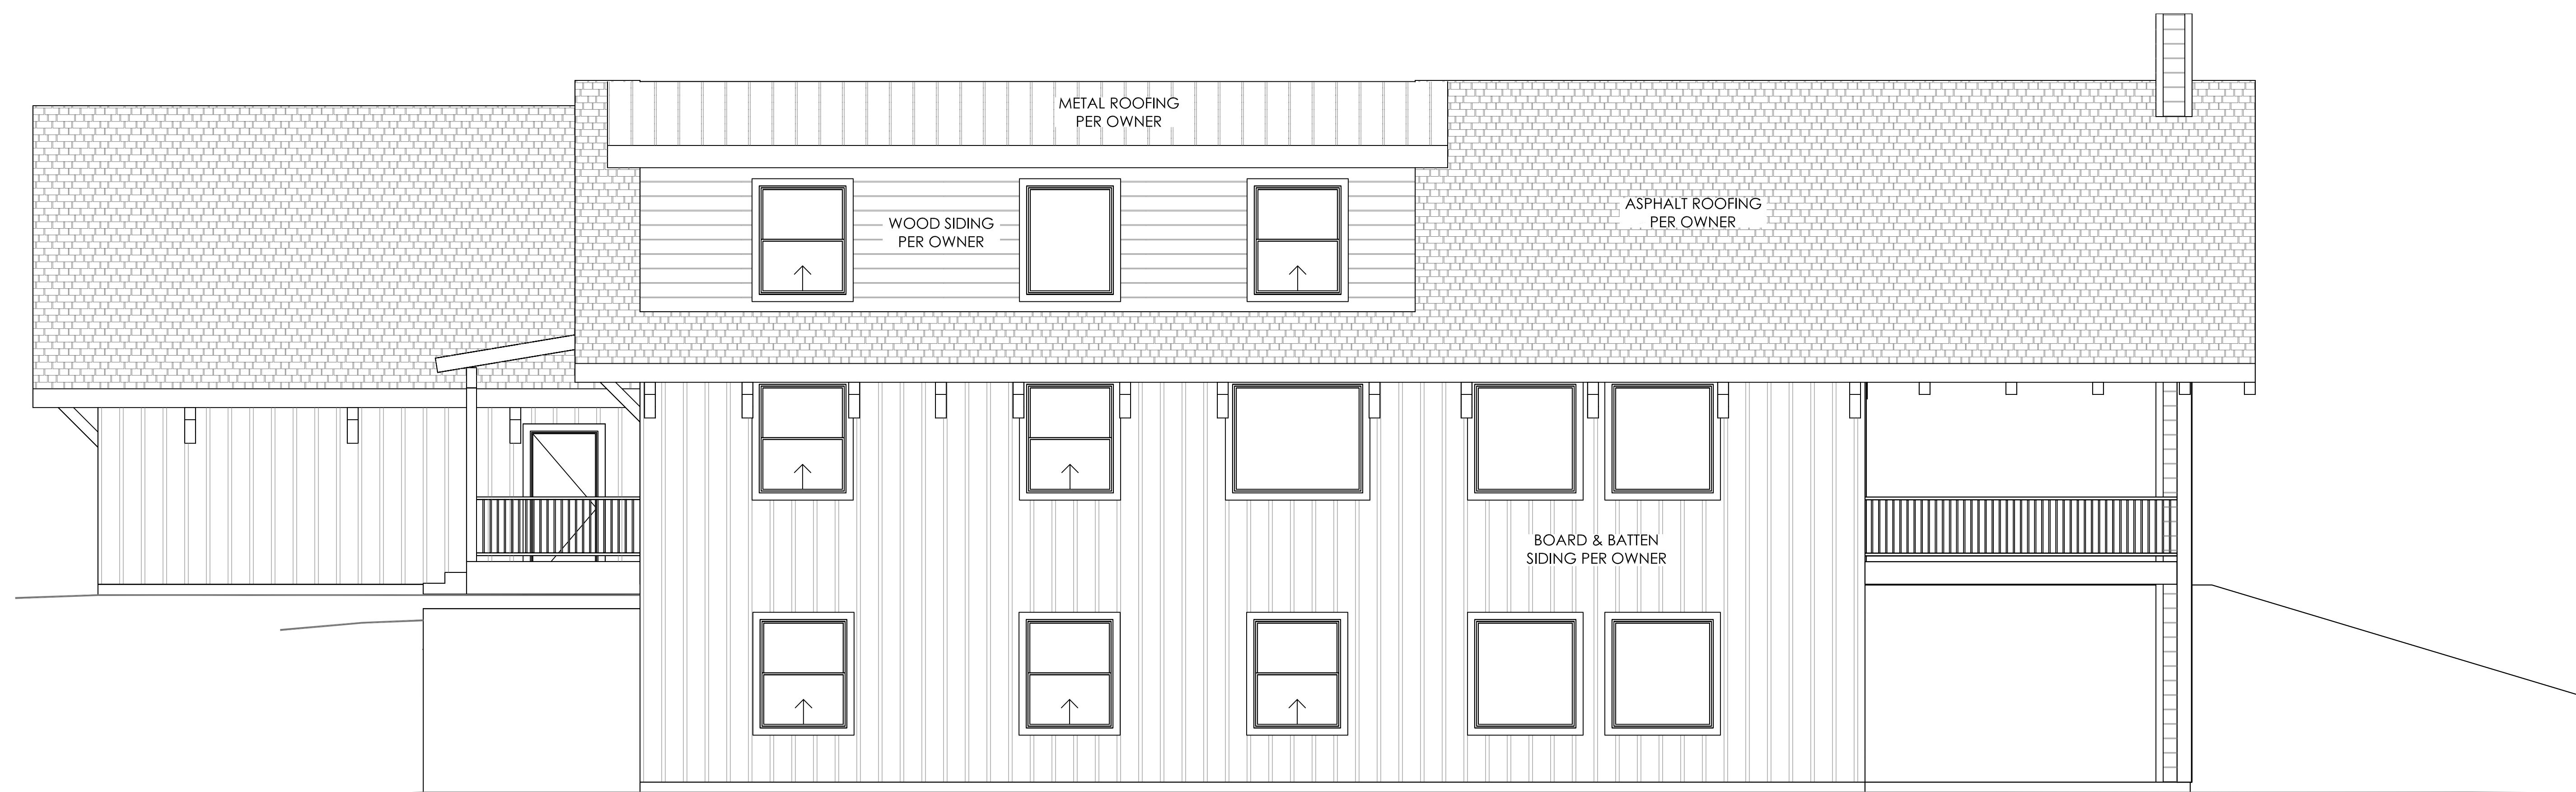 METAL ROOFING
PER OWNER
WOOD SIDING
PER OWNER
ASPHALT ROOFING
PER OWNER
BOARD & BATTEN
SIDING PER OWNER